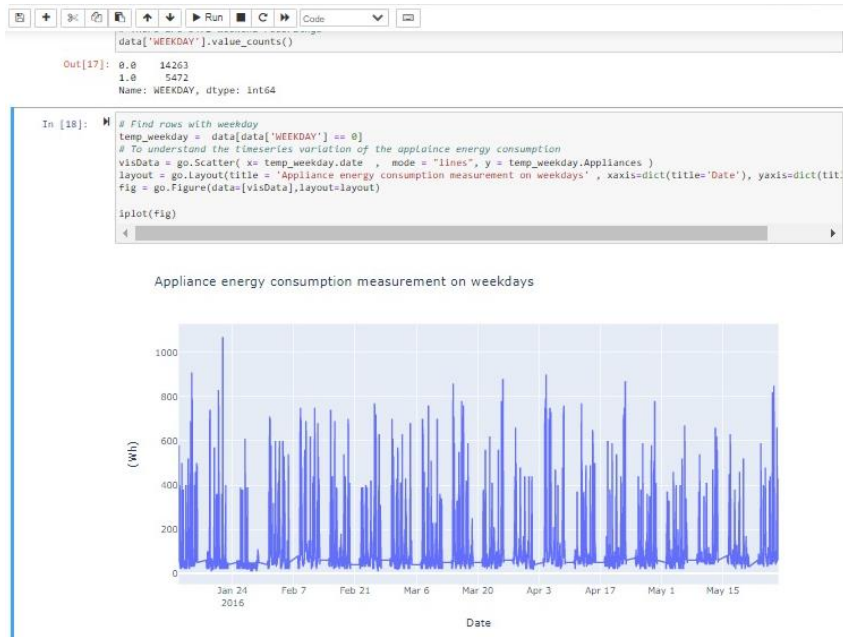 Run
Code
data['WEEKDAY'].value_counts()
Out[17]: 0.0 14263
1.0 5472
Name: WEEKDAY, dtype: int64
In [18]:
# Find rows with weekday
temp_weekday = data[data['WEEKDAY'] == 0]
# To understand the timeseries variation of the applaince energy consumption
visData = go.Scatter( x= temp_weekday.date , mode = "lines", y = temp_weekday.Appliances )
layout = go.Layout(title = 'Appliance energy consumption measurement on weekdays' , xaxis=dict(title='Date'), yaxis=dict(titl
fig = go.Figure(data=[visData],layout=layout)
iplot(fig)
Appliance energy consumption measurement on weekdays
1000
800
600
400
200
0
(Wh)
Jan 24 Feb 7 Feb 21 Mar 6 Mar 20 Apr 3 Apr 17 May 1 May 15
2016
Date